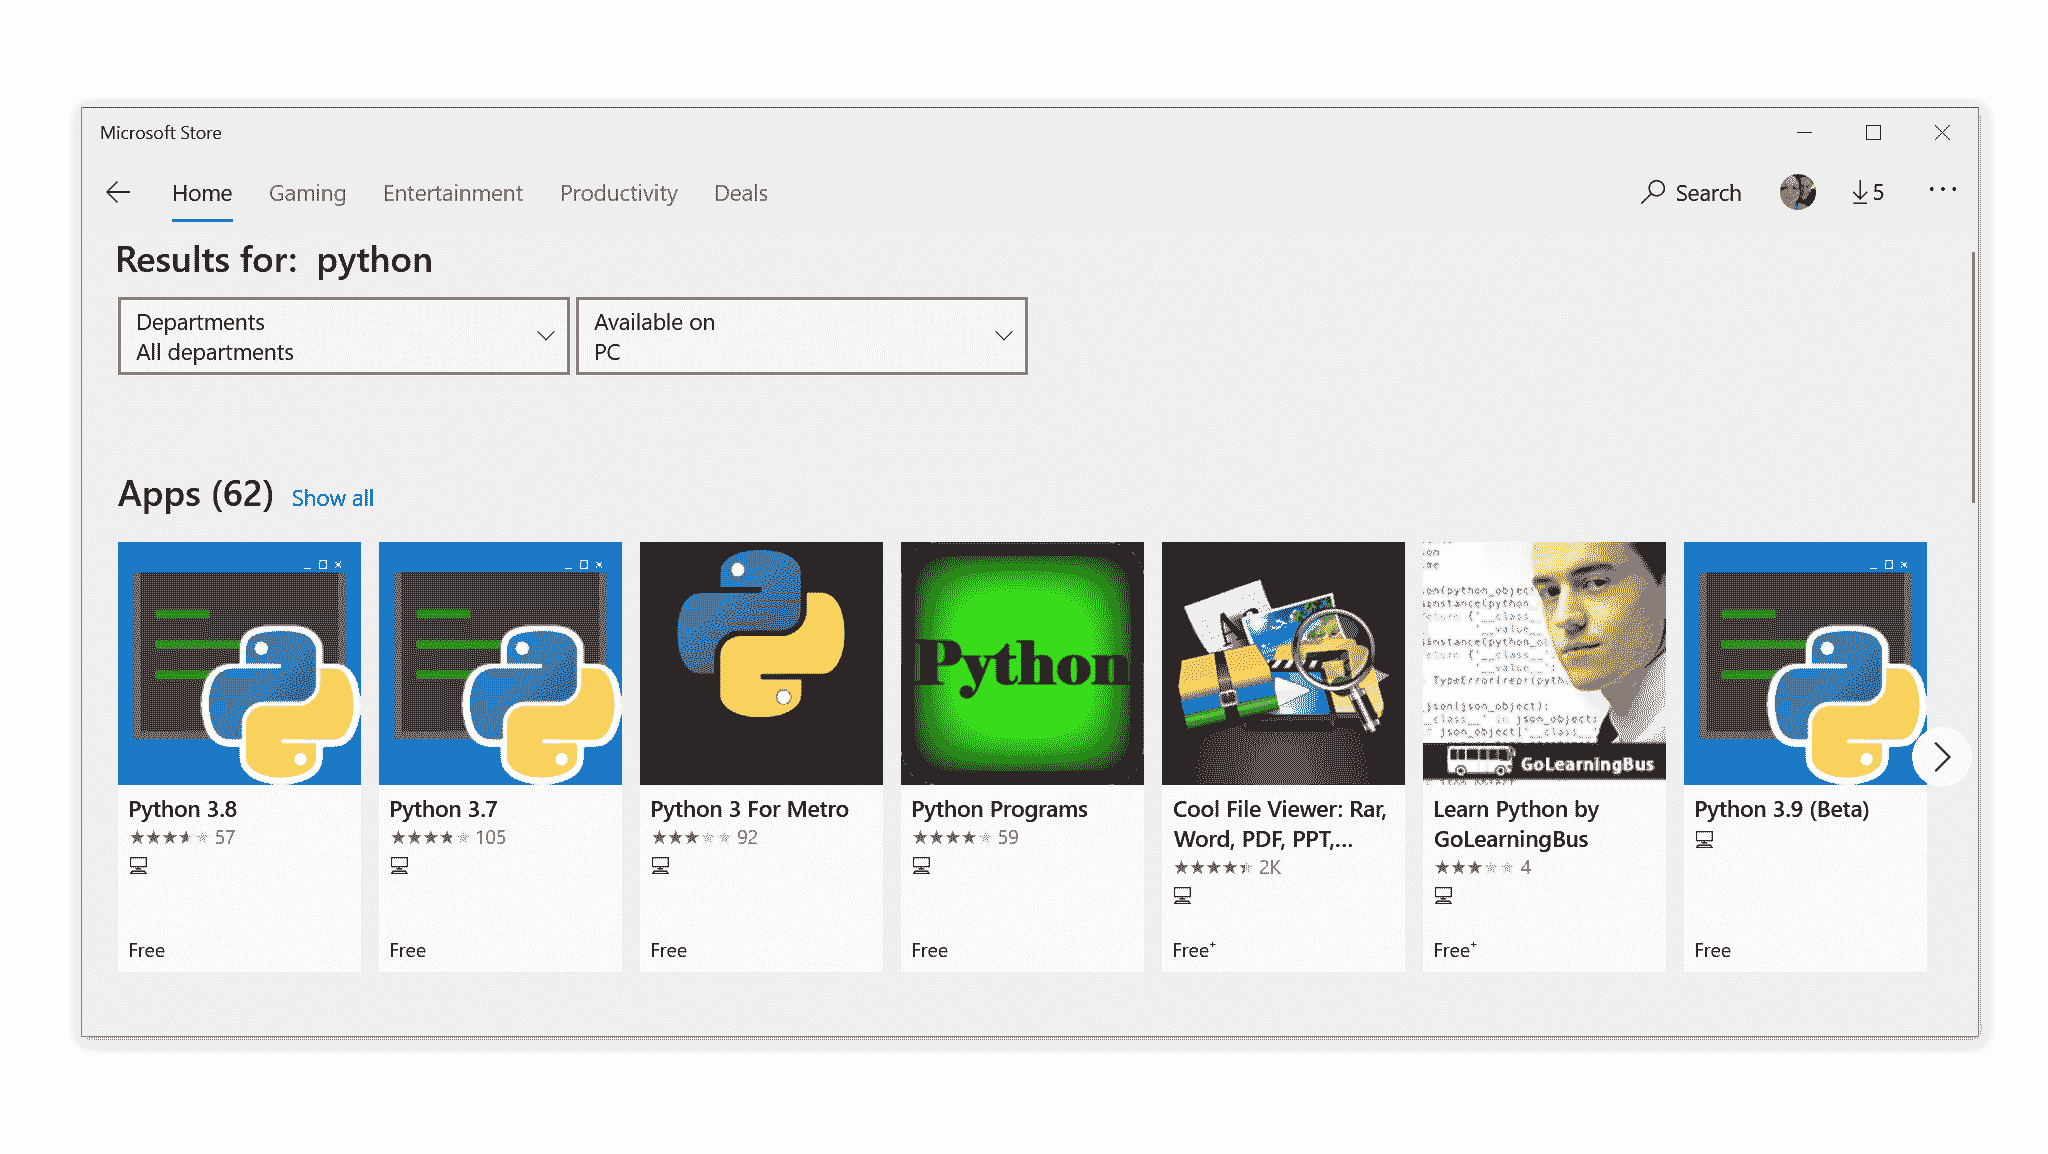 Microsoft Store
Home Gaming Entertainment Productivity Deals Search 5
Results for: python
Departments
All departments
Available on
PC
Apps (62) Show all
Python
GoLearningBus
Python 3.8
57
Free
Python 3.7
105
Free
Python 3 For Metro
92
Free
Python Programs
59
Free
Cool File Viewer: Rar,
Word, PDF, PPT,...
2K
Free+
Learn Python by
GoLearningBus
4
Free+
Python 3.9 (Beta)
Free